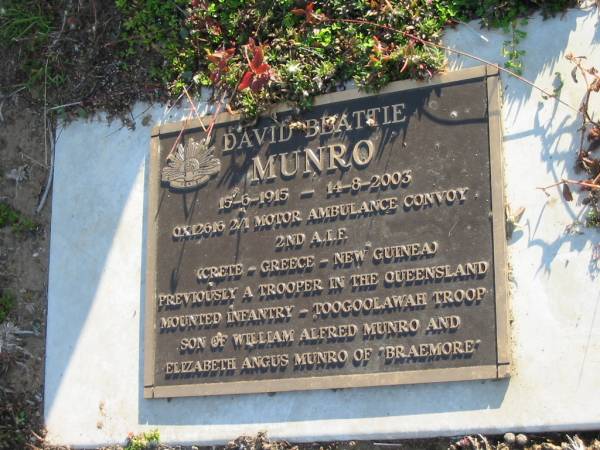 DAVID BEATTIE
MUNRO
15-6-1915 - 14-8-2003
QX12616 2/1 MOTOR AMBULANCE CONVOY
2ND A.I.F.
(CRETE - GREECE - NEW GUINEA)
PREVIOUSLY A TROOPER IN THE QUEENSLAND
MOUNTED INFANTRY - TOOGOOLAWAH TROOP
SON OF WILLIAM ALFRED MUNRO AND
ELIZABETH ANGUS MUNRO OF "BRAEMORE"